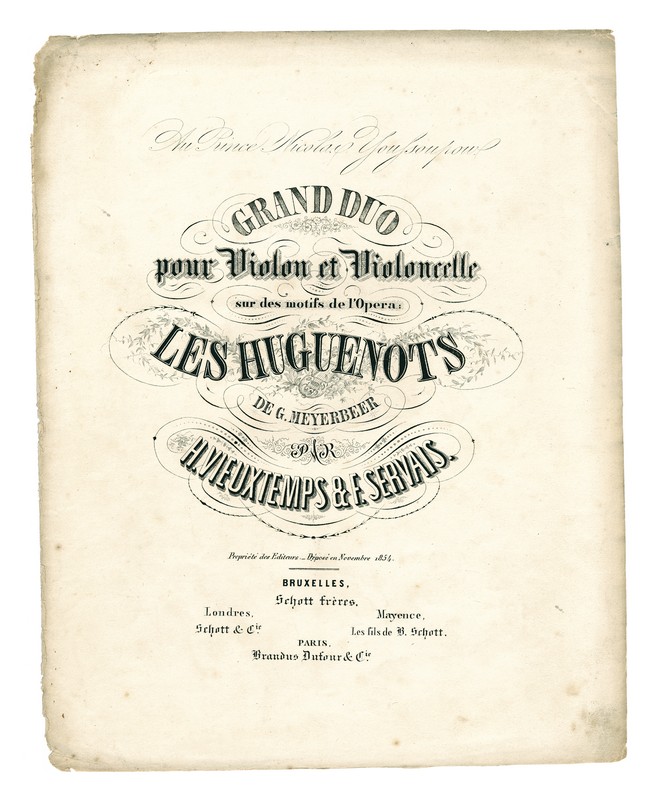 Au Prince Nicolas Youssoupow
GRAND DUO
pour Violon et Violoncelle
sur des motifs de l'Opera:
LES HUGUENOTS
DE G. MEYERBEER
PAR
H. VIEUXTEMPS & F. SERVAIS.
Propriété des Editeurs _ Déposé en Novembre 1854.
BRUXELLES,
Schott frères.
Londres,
Schott & Cie
Mayence,
Les fils de B. Schott.
PARIS,
Brandus Dufour & Cie